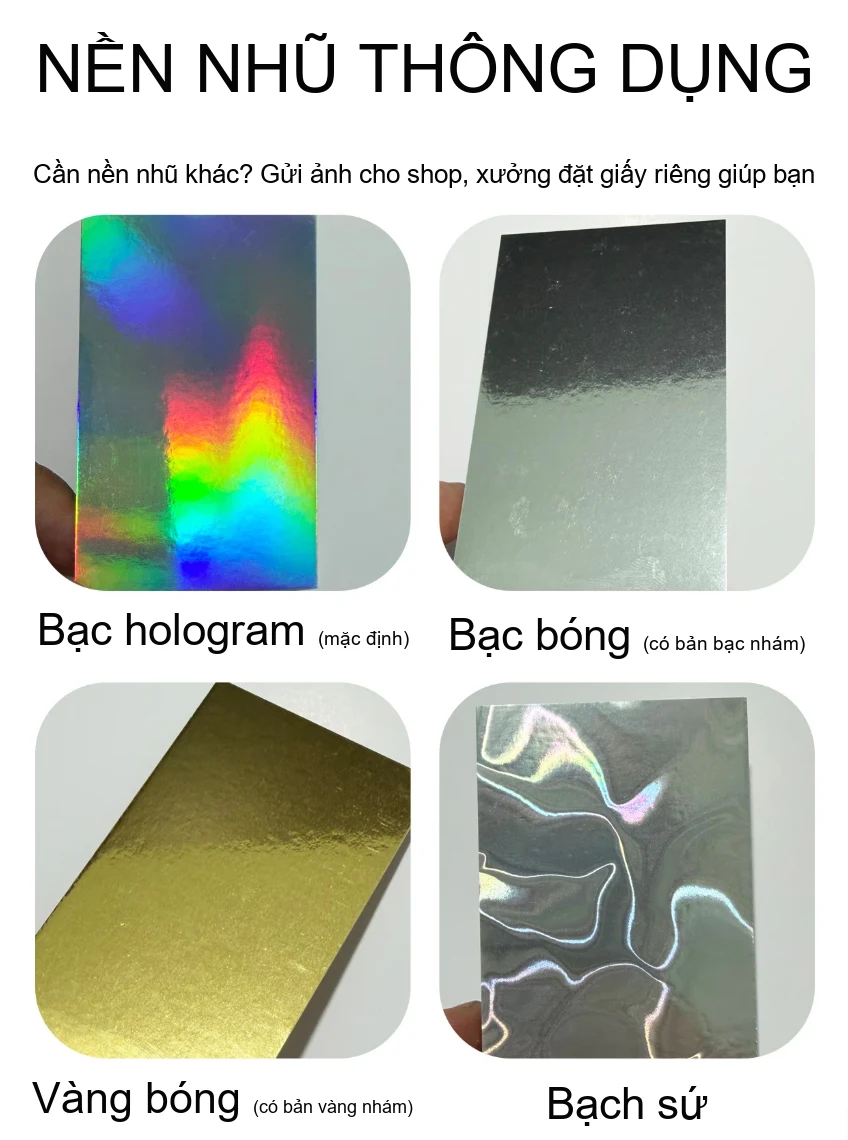 NỀN NHŨ THÔNG DỤNG
Cần nền nhũ khác? Gửi ảnh cho shop, xưởng đặt giấy riêng giúp bạn
Bạc hologram (mặc định)
Bạc bóng (có bản bạc nhám)
Vàng bóng (có bản vàng nhám)
Bạch sứ